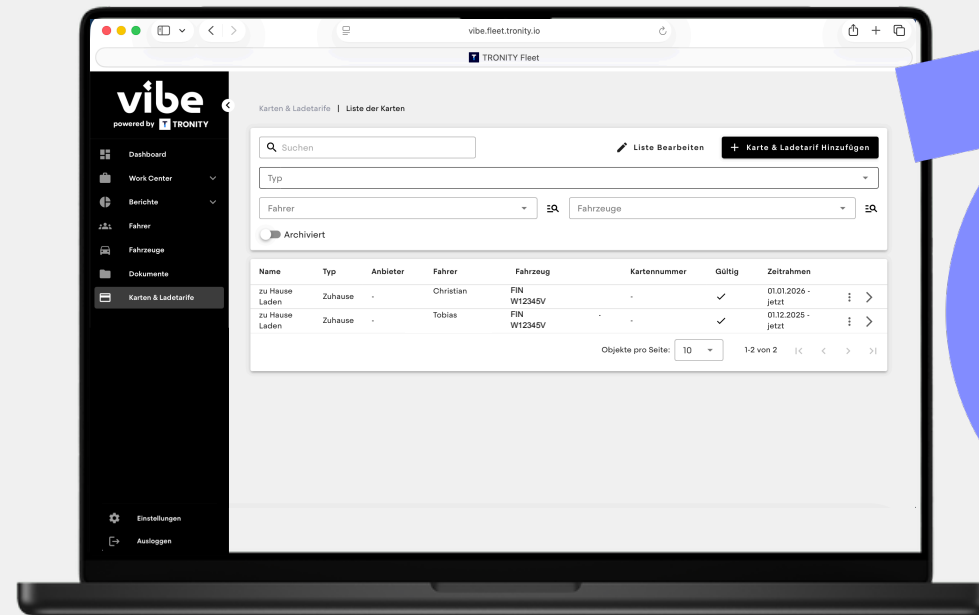 vibe.fleet.tronity.io
TRONITY Fleet
vibe
powered by TRONITY
Dashboard
Work Center
Berichte
Fahrer
Fahrzeuge
Dokumente
Karten & Ladetarife
Einstellungen
Ausloggen
Karten & Ladetarife | Liste der Karten
Suchen
Liste Bearbeiten
+ Karte & Ladetarif Hinzufügen
Typ
Fahrer
Fahrzeuge
Archiviert
Name Typ Anbieter Fahrer Fahrzeug Kartennummer Gültig Zeitrahmen
zu Hause Laden Zuhause - Christian FIN W12345V - 01.01.2026 - jetzt
zu Hause Laden Zuhause - Tobias FIN W12345V - - 01.12.2025 - jetzt
Objekte pro Seite: 10 1-2 von 2